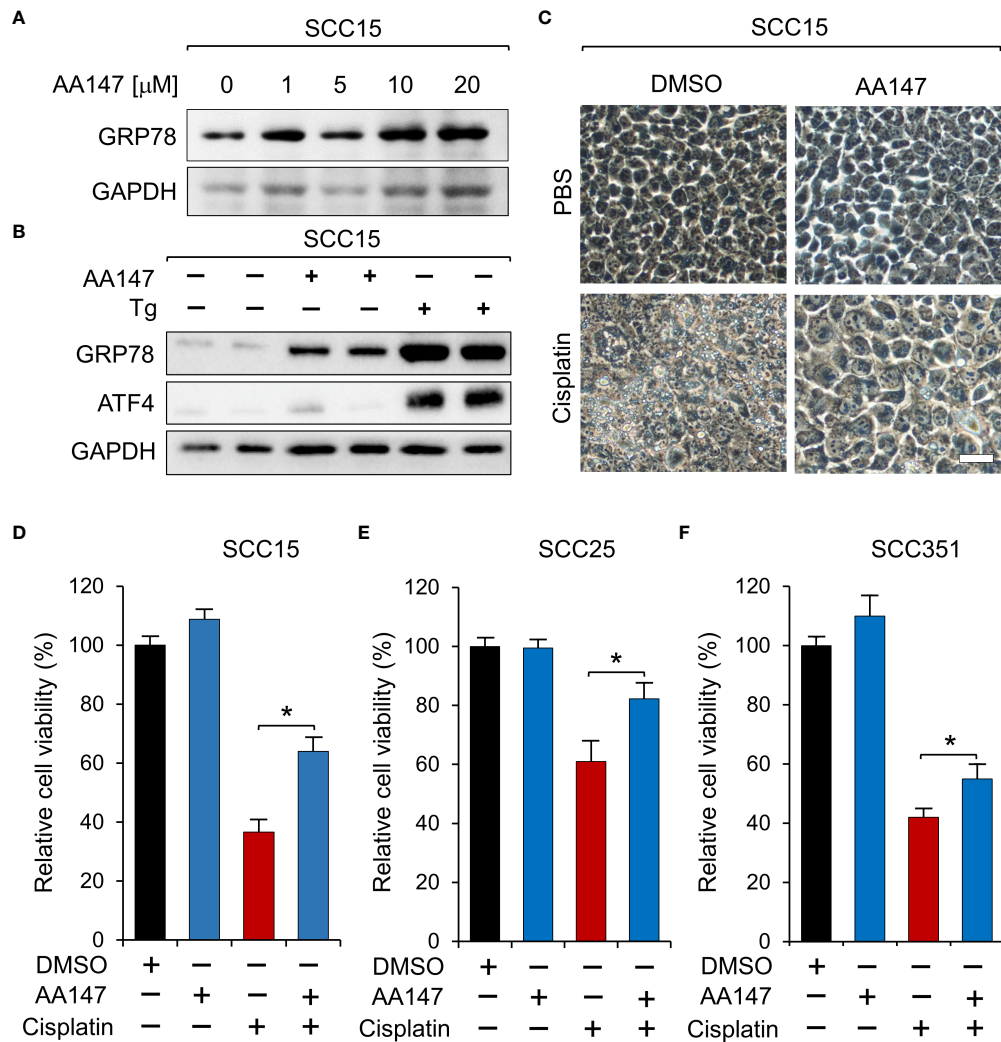 A
SCC15
AA147 [μM] 0 1 5 10 20
GRP78
GAPDH
B
SCC15
AA147 – – + + – –
Tg – – – – + +
GRP78
ATF4
GAPDH
C
SCC15
DMSO AA147
PBS
Cisplatin
D
SCC15
Relative cell viability (%)
120
100
80
60
40
20
0
*
DMSO + – – –
AA147 – + – +
Cisplatin – – + +
E
SCC25
Relative cell viability (%)
120
100
80
60
40
20
0
*
DMSO + – – –
AA147 – + – +
Cisplatin – – + +
F
SCC351
Relative cell viability (%)
120
100
80
60
40
20
0
*
DMSO + – – –
AA147 – + – +
Cisplatin – – + +